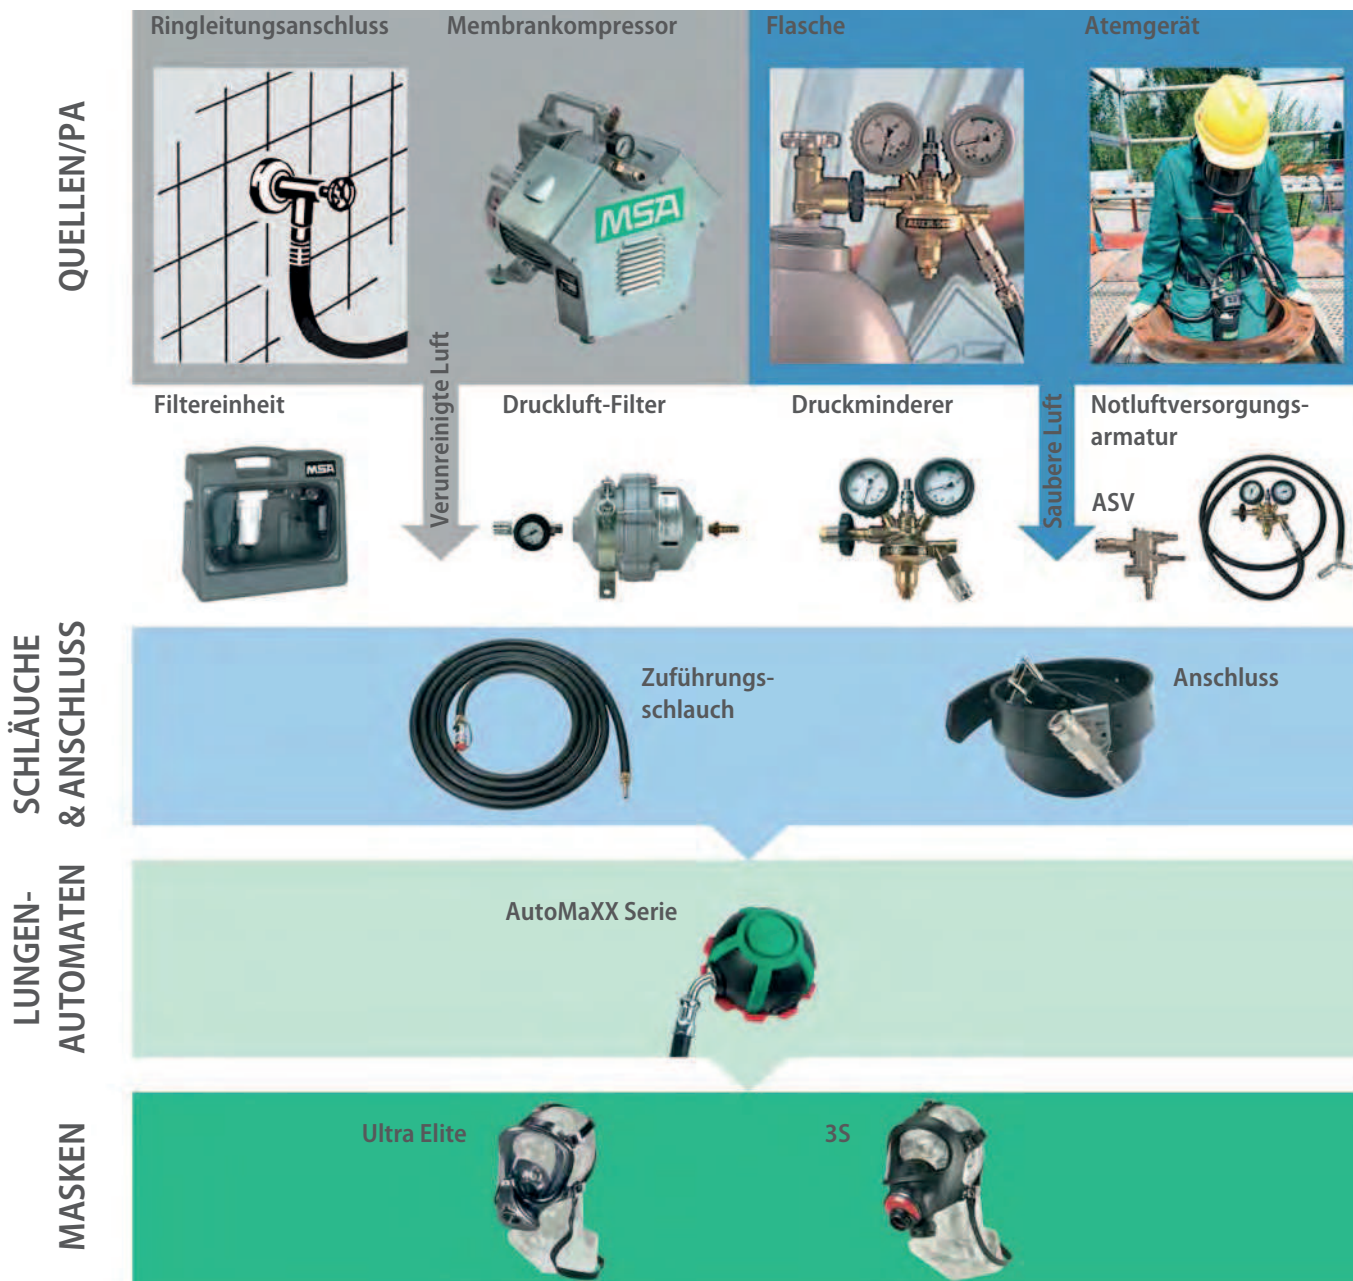 Ringleitungsanschluss
Membrankompressor
Flasche
Atemgerät
QUELLEN/PA
MSA
Verunreinigte Luft
Saubere Luft
Filtereinheit
Druckluft-Filter
Druckminderer
Notluftversorgungs-
armatur
MSA
ASV
SCHLÄUCHE
& ANSCHLUSS
Zuführungs-
schlauch
Anschluss
LUNGEN-
AUTOMATEN
AutoMaXX Serie
MASKEN
Ultra Elite
3S